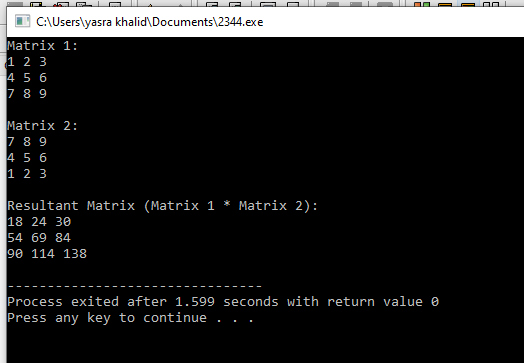 C:\Users\yasra khalid\Documents\2344.exe
Matrix 1:
1 2 3
4 5 6
7 8 9
Matrix 2:
7 8 9
4 5 6
1 2 3
Resultant Matrix (Matrix 1 * Matrix 2):
18 24 30
54 69 84
90 114 138
--------------------------------
Process exited after 1.599 seconds with return value 0
Press any key to continue . . .